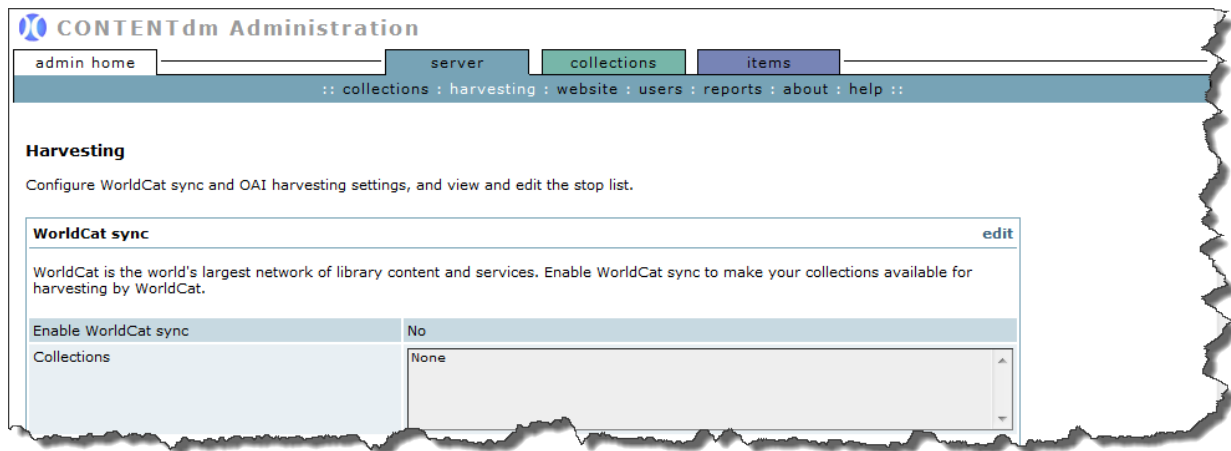 CONTENTdm Administration
admin home server collections items
:: collections : harvesting : website : users : reports : about : help ::
Harvesting
Configure WorldCat sync and OAI harvesting settings, and view and edit the stop list.
WorldCat sync edit
WorldCat is the world's largest network of library content and services. Enable WorldCat sync to make your collections available for
harvesting by WorldCat.
Enable WorldCat sync No
Collections None